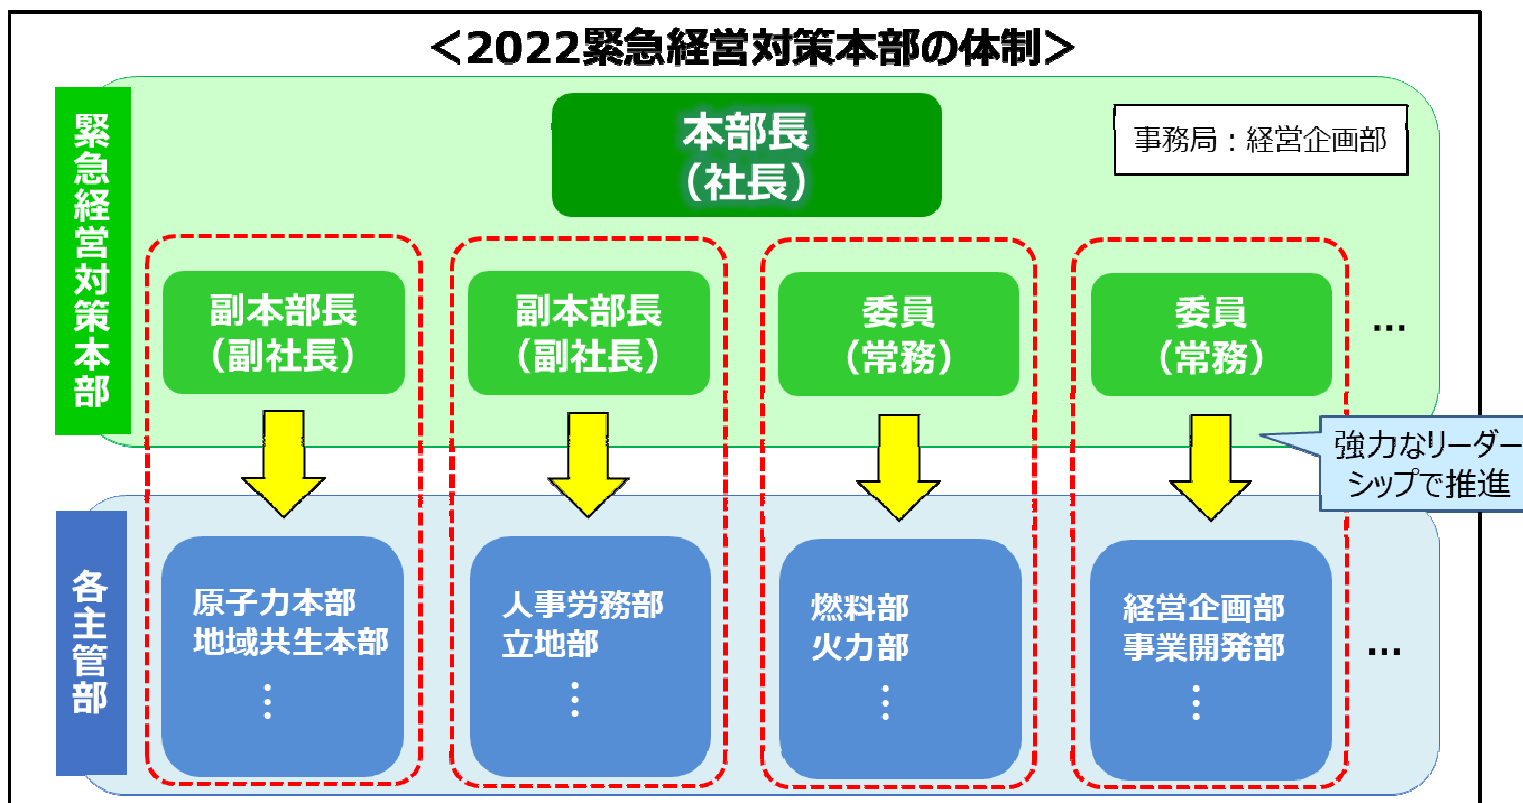 ＜2022緊急経営対策本部の体制＞
緊急経営対策本部
本部長
（社長）
事務局：経営企画部
副本部長
（副社長）
副本部長
（副社長）
委員
（常務）
委員
（常務）
…
強力なリーダー
シップで推進
各主管部
原子力本部
地域共生本部
⋮
人事労務部
立地部
⋮
燃料部
火力部
⋮
経営企画部
事業開発部
⋮
…